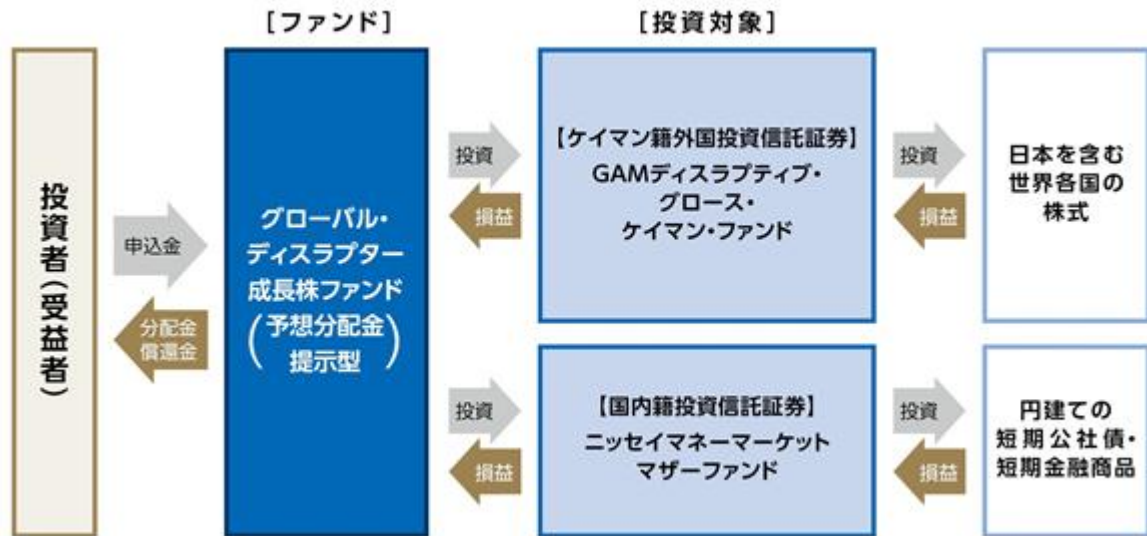 [ファンド]
[投資対象]
投資者(受益者)
申込金
分配金
償還金
グローバル・
ディスラプター
成長株ファンド
(予想分配金
提示型)
投資
損益
【ケイマン籍外国投資信託証券】
GAMディスラプティブ・
グロース・
ケイマン・ファンド
投資
損益
日本を含む
世界各国の
株式
投資
損益
【国内籍投資信託証券】
ニッセイマネーマーケット
マザーファンド
投資
損益
円建ての
短期公社債・
短期金融商品